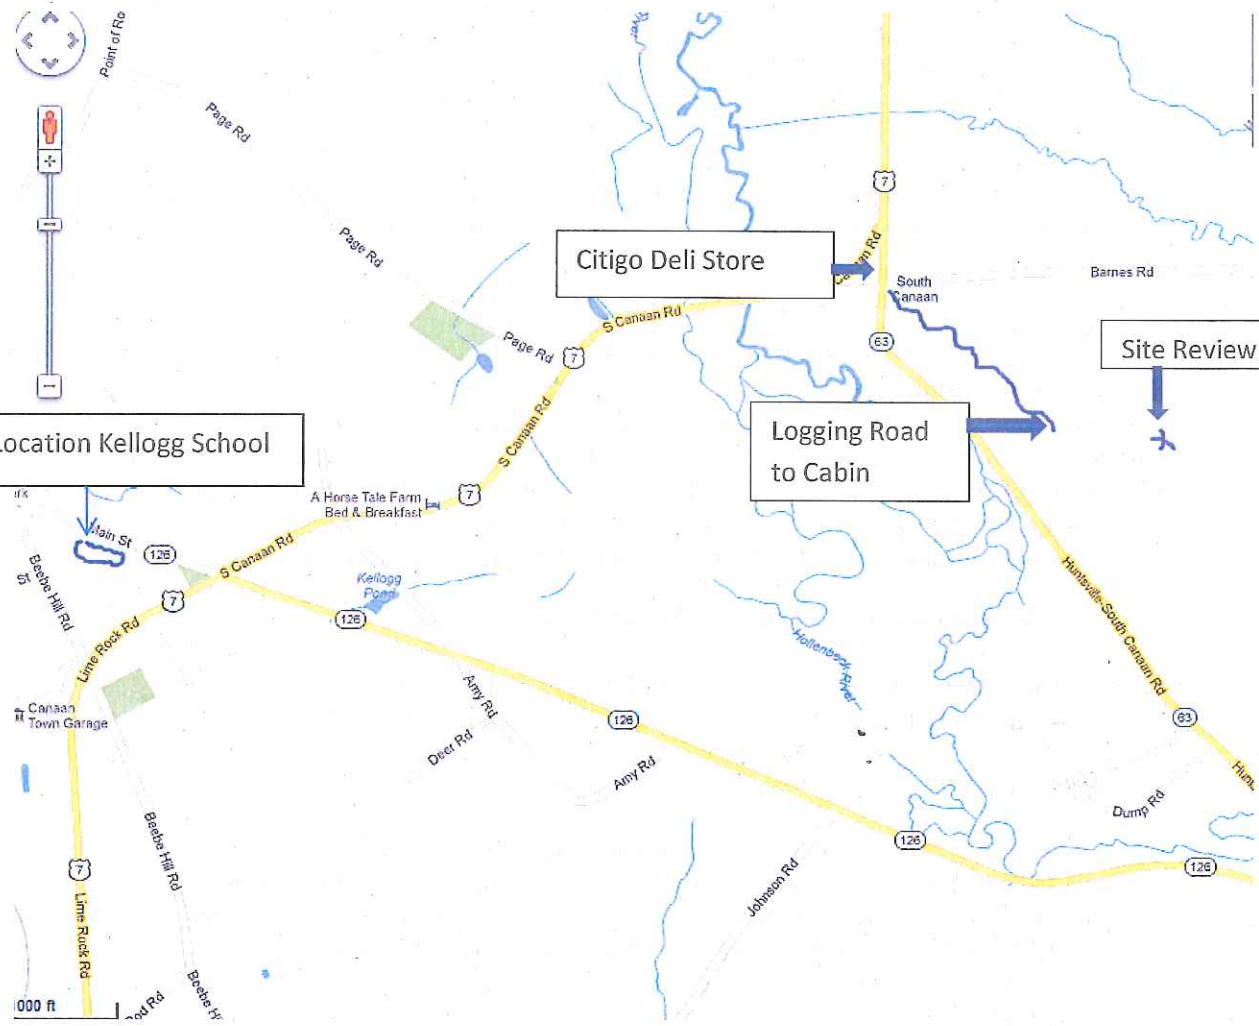 Point of Ro
Page Rd
7
Page Rd
Citigo Deli Store
Barnes Rd
South
Canaan
S Canaan Rd
Page Rd
7
63
Site Review
S Canaan Rd
Logging Road
to Cabin
Location Kellogg School
A Horse Tale Farm
Bed & Breakfast
7
Main St
126
S Canaan Rd
Beebe Hill Rd
St
Kellogg
Pond
7
126
Huntsville-South Canaan Rd
Lime Rock Rd
Hollenbeck River
Amy Rd
Canaan
Town Garage
126
63
Deer Rd
Amy Rd
Dump Rd
Beebe Hill Rd
126
7
126
Johnson Rd
Lime Rock Rd
Beebe Hi
ood Rd
1000 ft